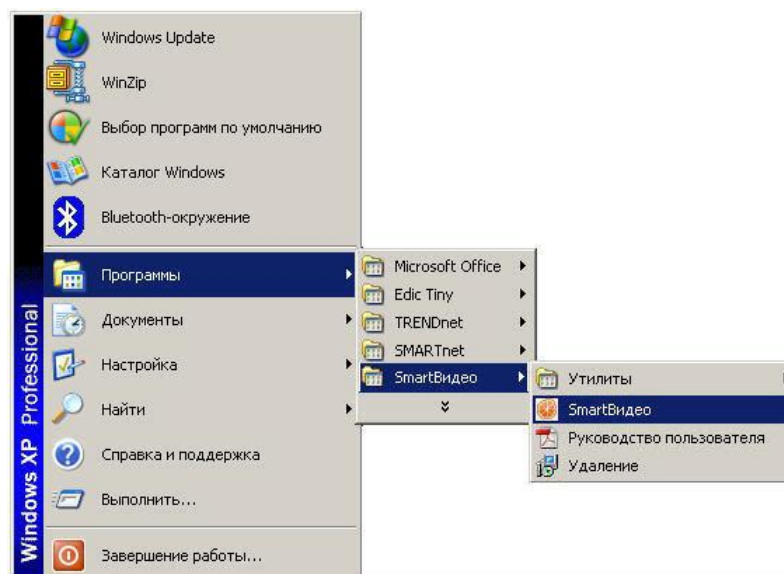 Windows Update
WinZip
Выбор программ по умолчанию
Каталог Windows
Bluetooth-окружение
Программы
Документы
Настройка
Найти
Справка и поддержка
Выполнить...
Завершение работы...
Windows XP Professional
Microsoft Office
Edic Tiny
TRENDnet
SMARTnet
SmartВидео
Утилиты
SmartВидео
Руководство пользователя
Удаление